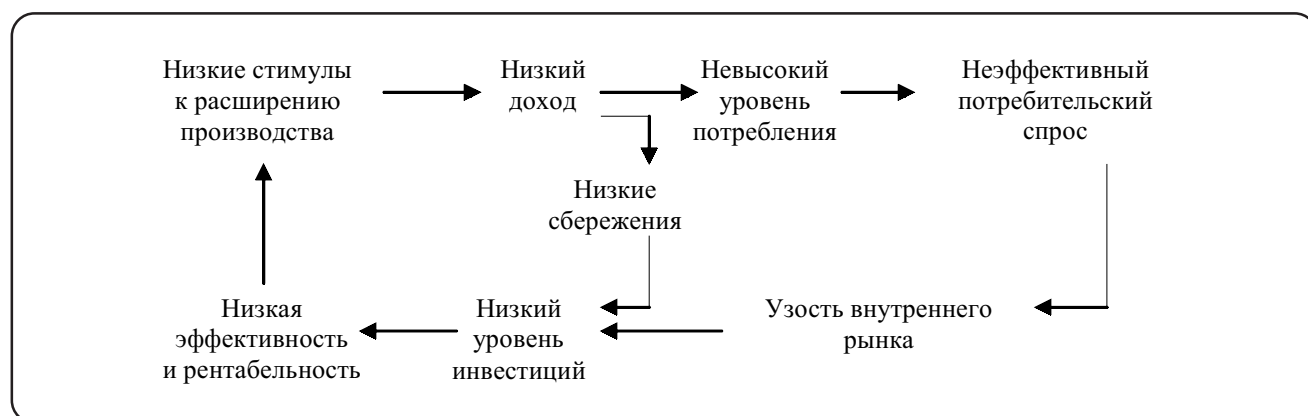 Низкие стимулы
к расширению
производства
Низкий
доход
Невысокий
уровень
потребления
Неэффективный
потребительский
спрос
Низкие
сбережения
Низкая
эффективность
и рентабельность
Низкий
уровень
инвестиций
Узость внутреннего
рынка